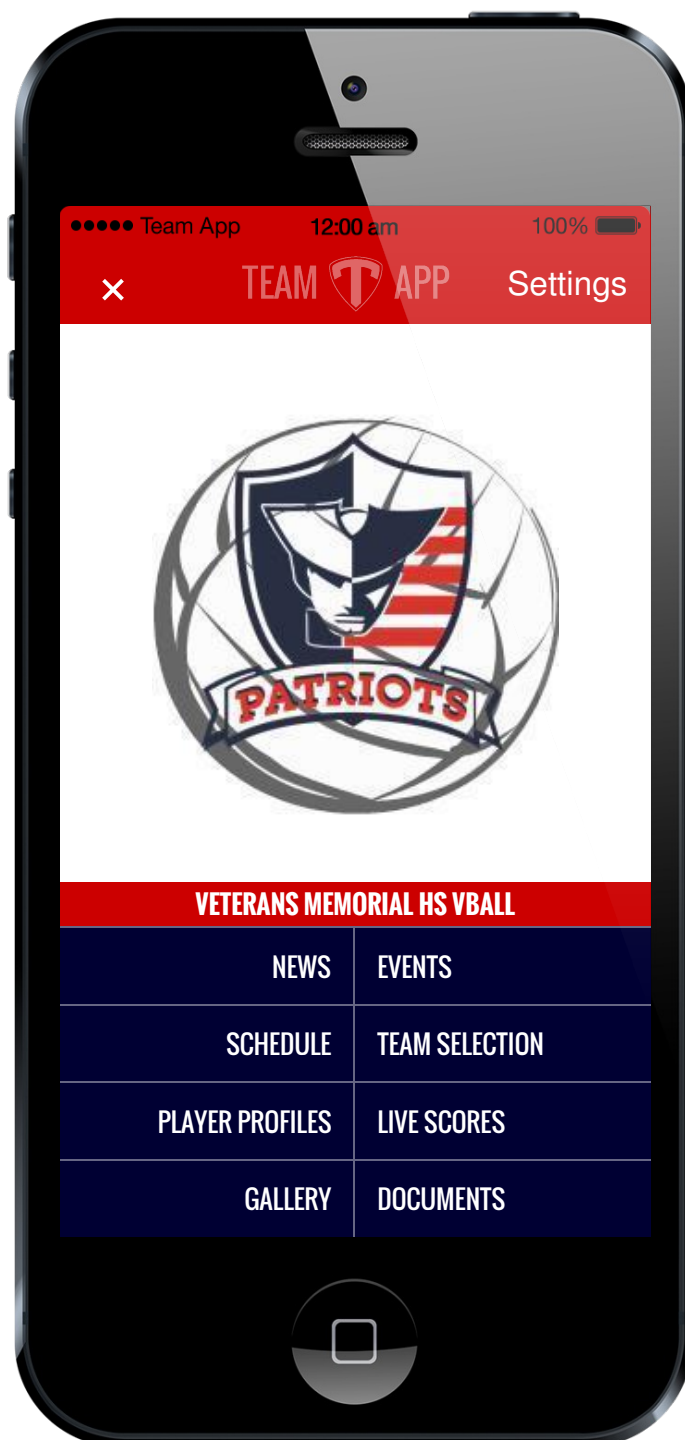 Team App 12:00 am 100%
× TEAM T APP Settings
PATRIOTS
VETERANS MEMORIAL HS VBALL
NEWS EVENTS
SCHEDULE TEAM SELECTION
PLAYER PROFILES LIVE SCORES
GALLERY DOCUMENTS